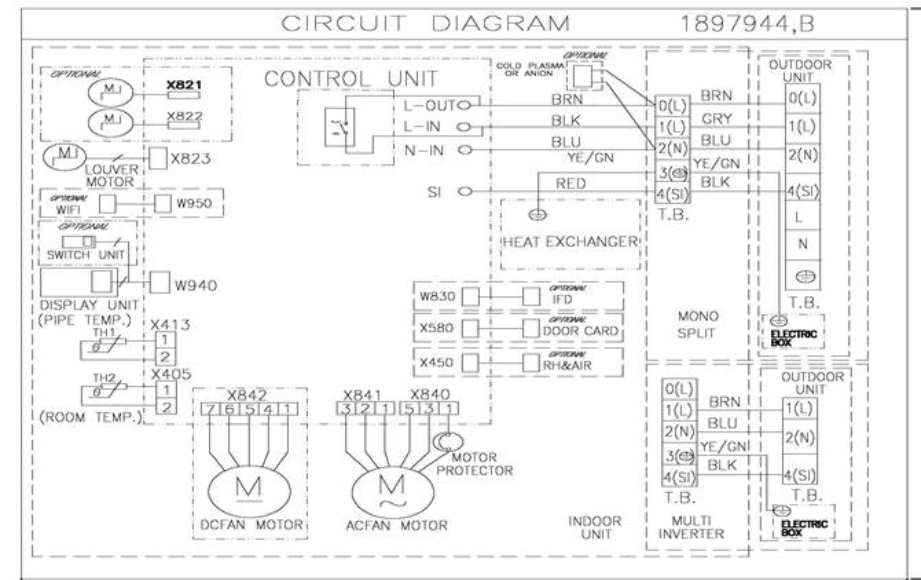 CIRCUIT DIAGRAM 1897944,B
OPTIONAL
X821
X822
LOUVER
MOTOR
X823
OPTIONAL
WIFI
W950
OPTIONAL
SWITCH UNIT
DISPLAY UNIT
W940
(PIPE TEMP.)
TH1
θ
X413
1
2
TH2
θ
X405
1
2
(ROOM TEMP.)
CONTROL UNIT
L-OUT
L-IN
N-IN
SI
OPTIONAL
COLD PLASMA
OR ANION
BRN
BLK
BLU
YE/GN
RED
HEAT EXCHANGER
W830
OPTIONAL
IFD
X580
OPTIONAL
DOOR CARD
X450
OPTIONAL
RH&AIR
X842
7 6 5 4 1
M
DCFAN MOTOR
X841
3 2 1
X840
5 3 1
M
~
ACFAN MOTOR
MOTOR
PROTECTOR
INDOOR
UNIT
0(L)
1(L)
2(N)
3
4(SI)
T.B.
BRN
GRY
BLU
YE/GN
BLK
MONO
SPLIT
OUTDOOR
UNIT
0(L)
1(L)
2(N)
4(SI)
L
N
T.B.
ELECTRIC
BOX
0(L)
1(L)
2(N)
3
4(SI)
T.B.
BRN
BLU
YE/GN
BLK
MULTI
INVERTER
OUTDOOR
UNIT
1(L)
2(N)
4(SI)
T.B.
ELECTRIC
BOX